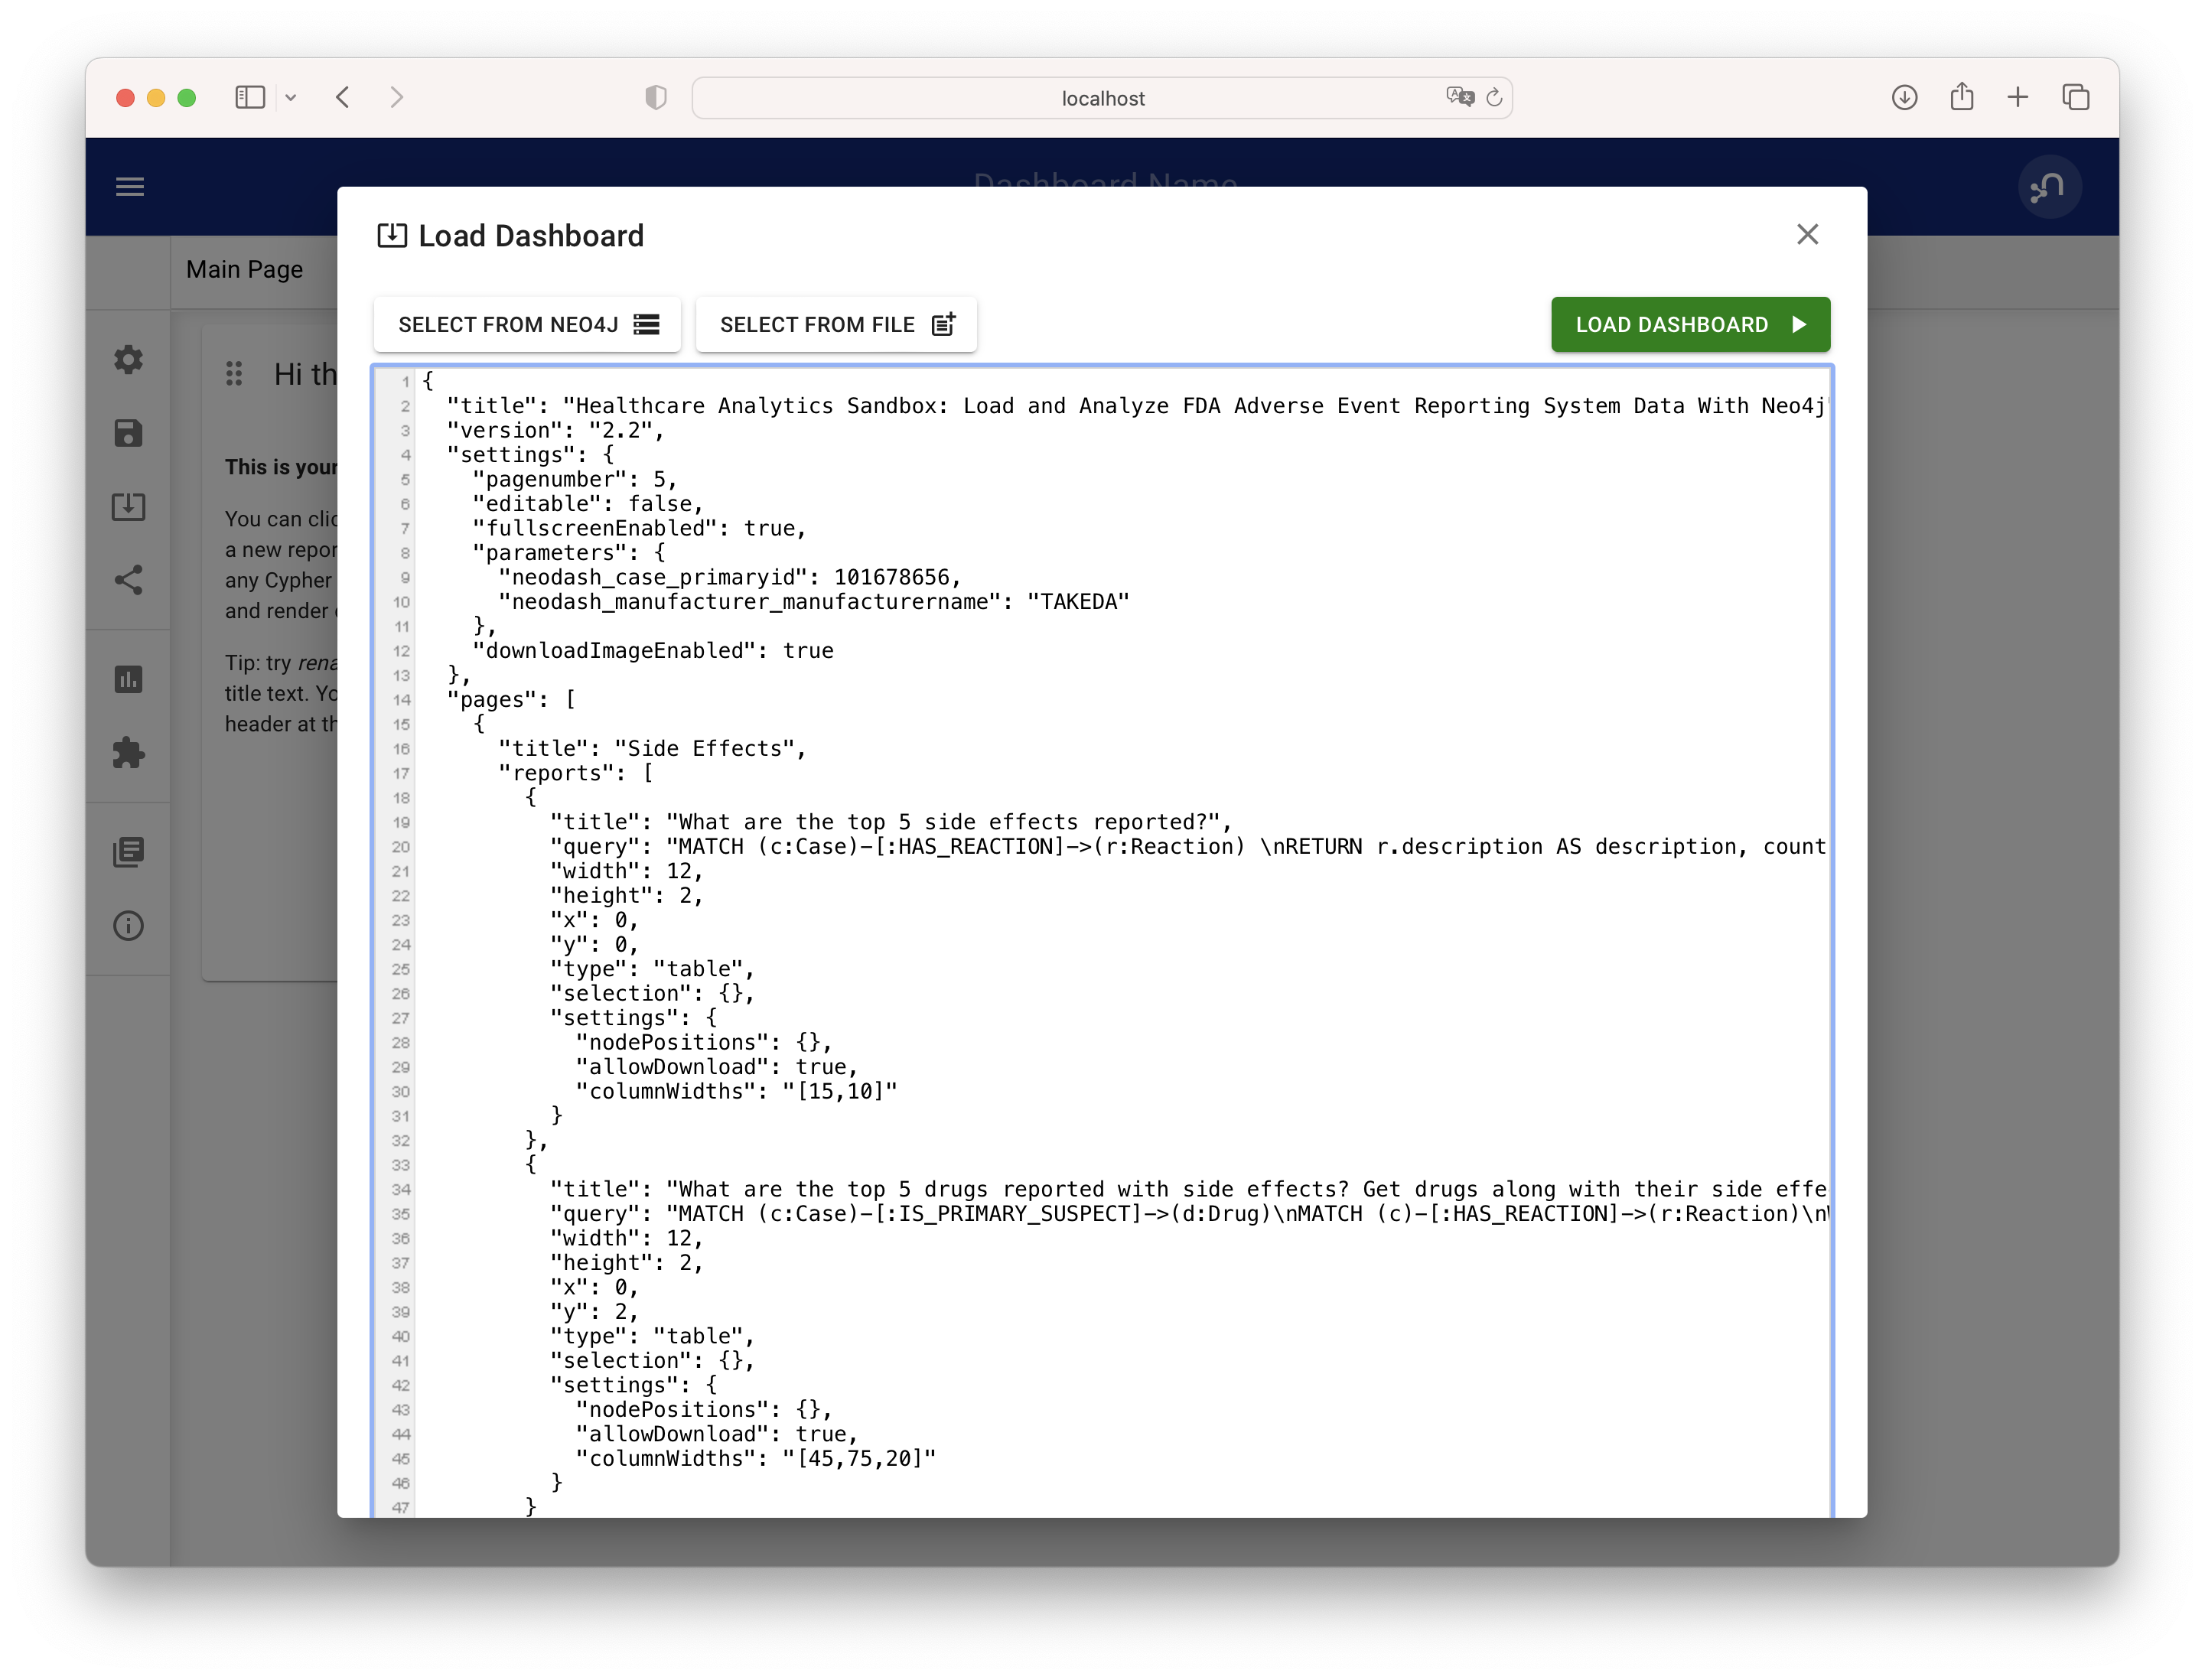 localhost
Dashboard Name
Load Dashboard
Main Page
SELECT FROM NEO4J
SELECT FROM FILE
LOAD DASHBOARD
Hi th
This is your
You can clic
a new repor
any Cypher
and render
Tip: try rena
title text. Yo
header at th
1 {
2 "title": "Healthcare Analytics Sandbox: Load and Analyze FDA Adverse Event Reporting System Data With Neo4j"
3 "version": "2.2",
4 "settings": {
5 "pagenumber": 5,
6 "editable": false,
7 "fullscreenEnabled": true,
8 "parameters": {
9 "neodash_case_primaryid": 101678656,
10 "neodash_manufacturer_manufacturername": "TAKEDA"
11 },
12 "downloadImageEnabled": true
13 },
14 "pages": [
15 {
16 "title": "Side Effects",
17 "reports": [
18 {
19 "title": "What are the top 5 side effects reported?",
20 "query": "MATCH (c:Case)-[:HAS_REACTION]->(r:Reaction) \nRETURN r.description AS description, count
21 "width": 12,
22 "height": 2,
23 "x": 0,
24 "y": 0,
25 "type": "table",
26 "selection": {},
27 "settings": {
28 "nodePositions": {},
29 "allowDownload": true,
30 "columnWidths": "[15,10]"
31 }
32 },
33 {
34 "title": "What are the top 5 drugs reported with side effects? Get drugs along with their side effe
35 "query": "MATCH (c:Case)-[:IS_PRIMARY_SUSPECT]->(d:Drug)\nMATCH (c)-[:HAS_REACTION]->(r:Reaction)\n
36 "width": 12,
37 "height": 2,
38 "x": 0,
39 "y": 2,
40 "type": "table",
41 "selection": {},
42 "settings": {
43 "nodePositions": {},
44 "allowDownload": true,
45 "columnWidths": "[45,75,20]"
46 }
47 }